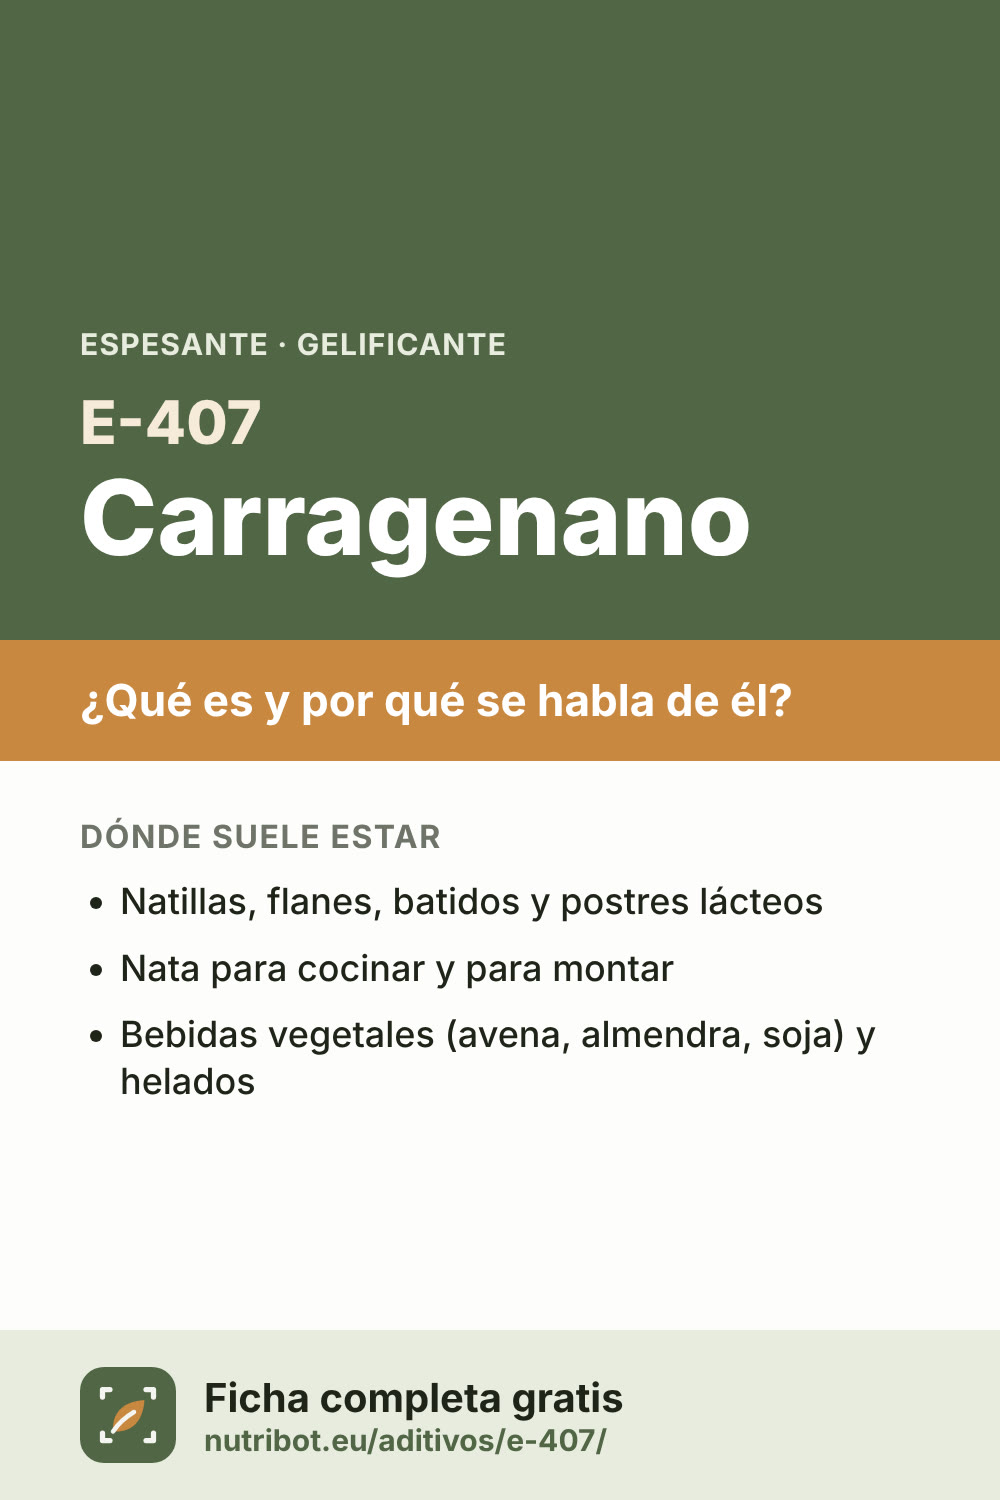 ESPESANTE · GELIFICANTE
E-407
Carragenano
¿Qué es y por qué se habla de él?
DÓNDE SUELE ESTAR
• Natillas, flanes, batidos y postres lácteos
• Nata para cocinar y para montar
• Bebidas vegetales (avena, almendra, soja) y
helados
Ficha completa gratis
nutribot.eu/aditivos/e-407/